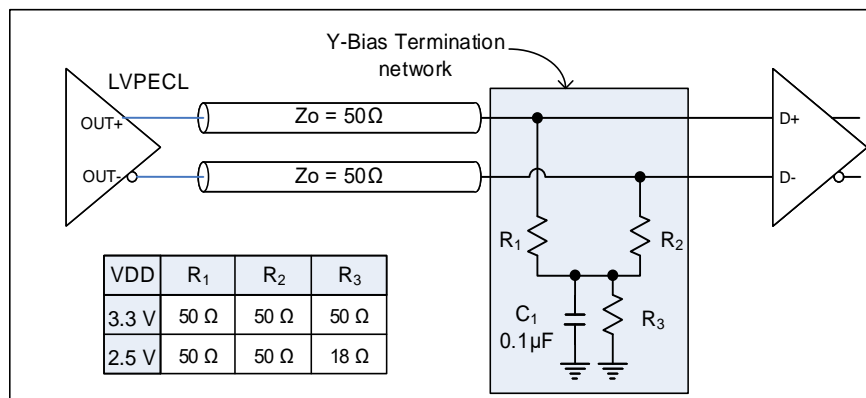 Y-Bias Termination
network
LVPECL
OUT+
Zo = 50Ω
D+
OUT-
Zo = 50Ω
D-
R1
R2
VDD R1 R2 R3
3.3 V 50 Ω 50 Ω 50 Ω
2.5 V 50 Ω 50 Ω 18 Ω
C1
0.1µF
R3